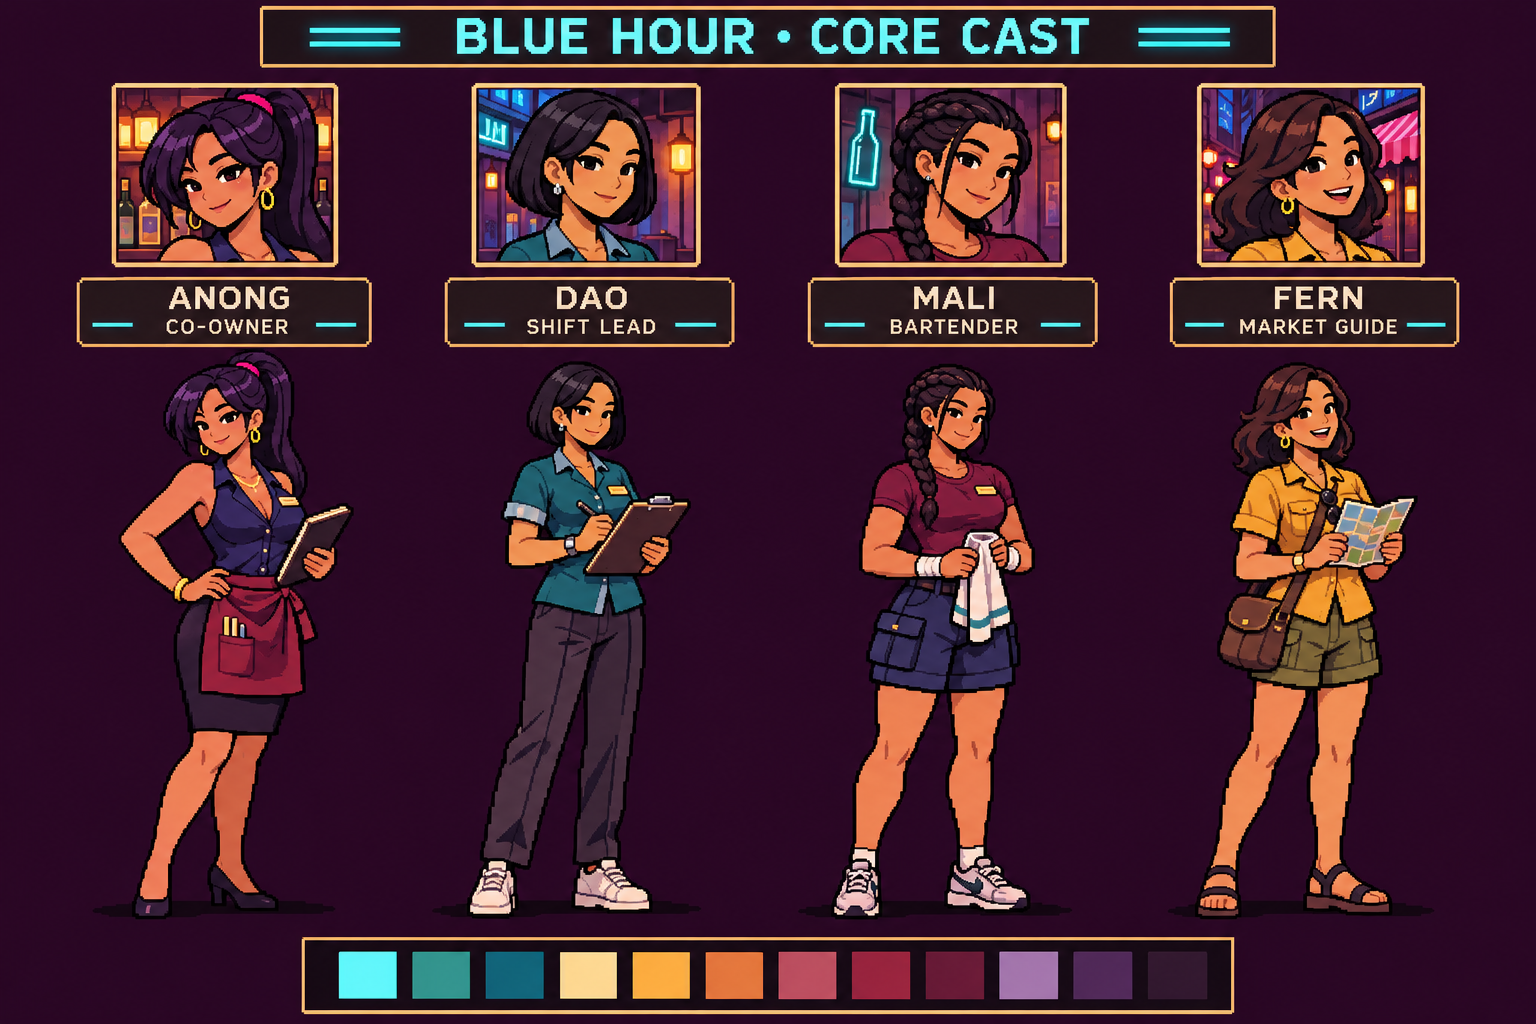 BLUE HOUR • CORE CAST
ANONG
CO-OWNER
DAO
SHIFT LEAD
MALI
BARTENDER
FERN
MARKET GUIDE